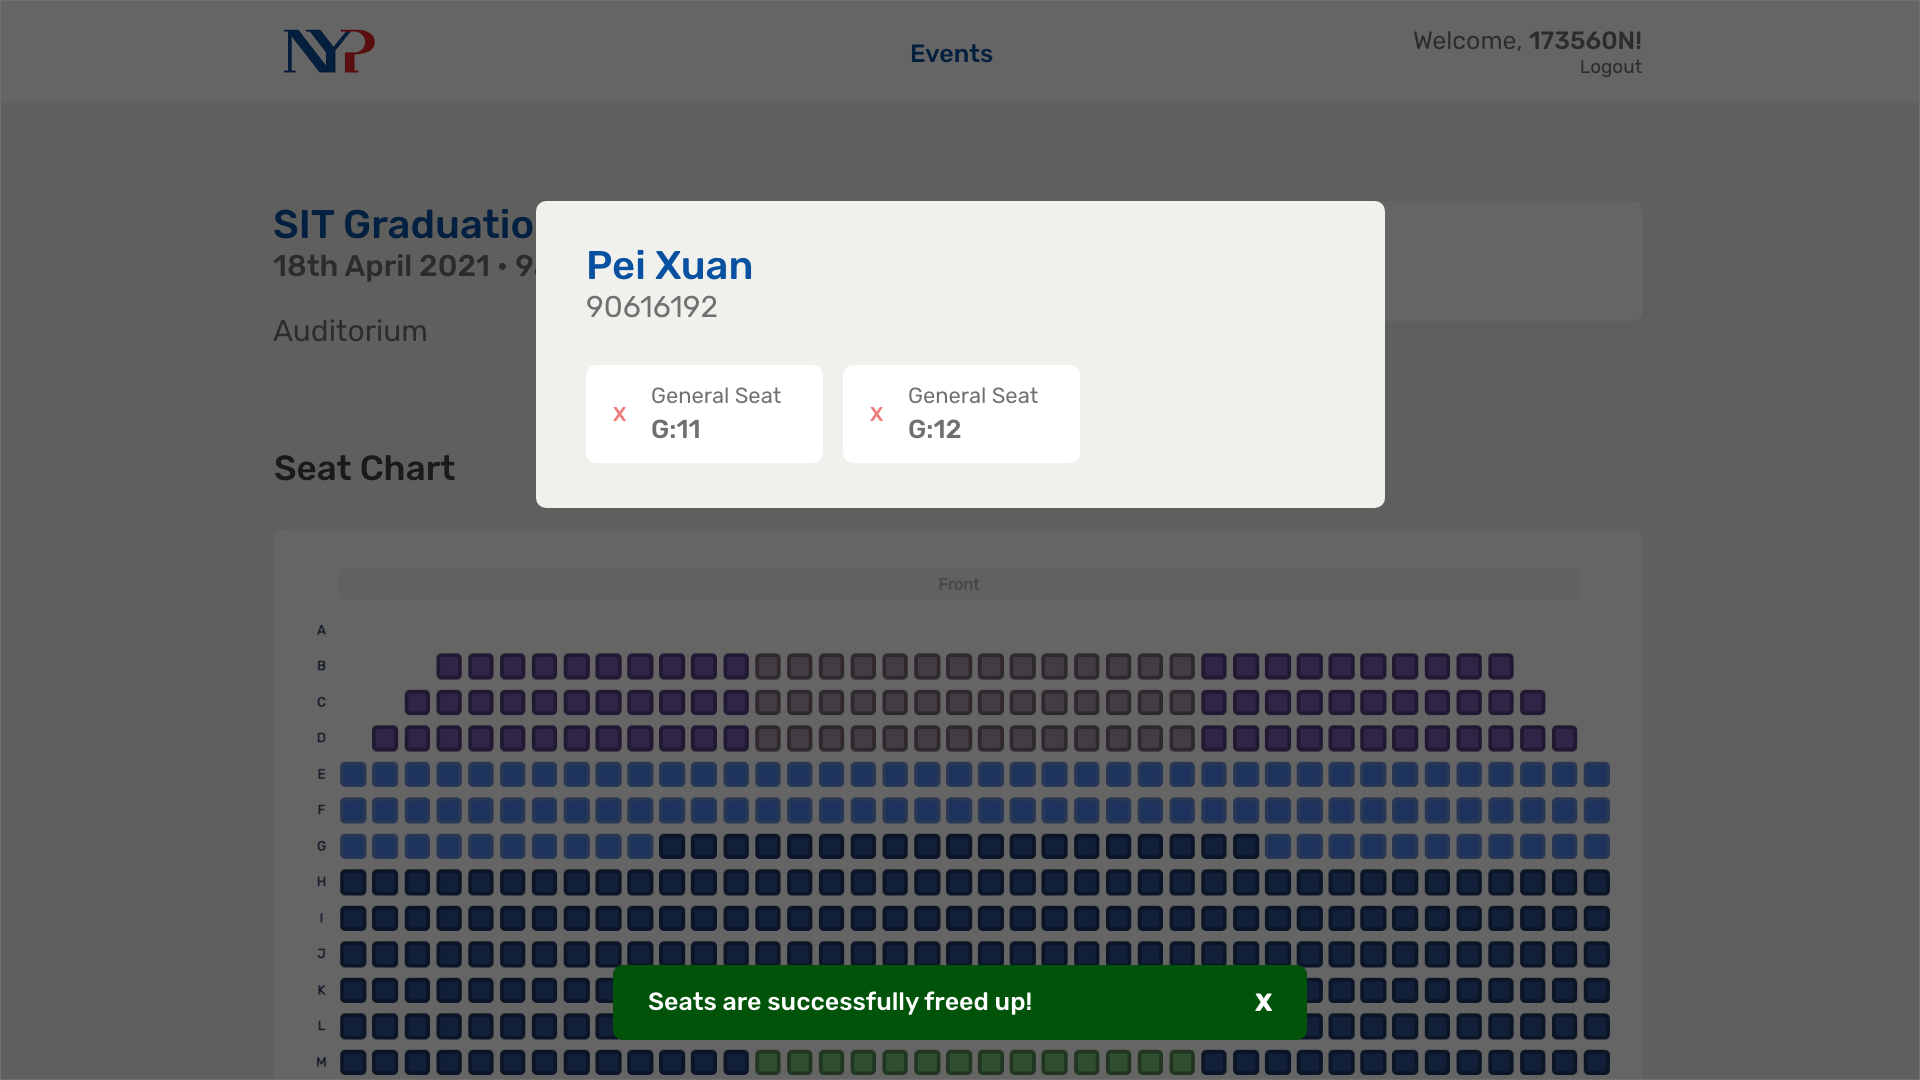 NYP
Events
Welcome, 173560N!
Logout
SIT Graduatio
18th April 2021 • 9
Auditorium
Pei Xuan
90616192
X
General Seat
G:11
X
General Seat
G:12
Seat Chart
Front
A
B
C
D
E
F
G
H
I
J
K
L
M
Seats are successfully freed up!
X